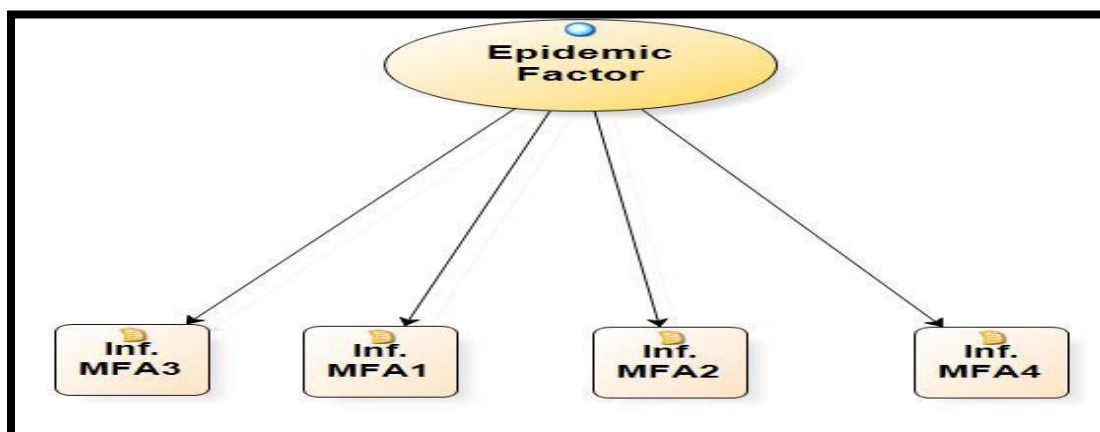 Epidemic
Factor
Inf.
MFA3
Inf.
MFA1
Inf.
MFA2
Inf.
MFA4